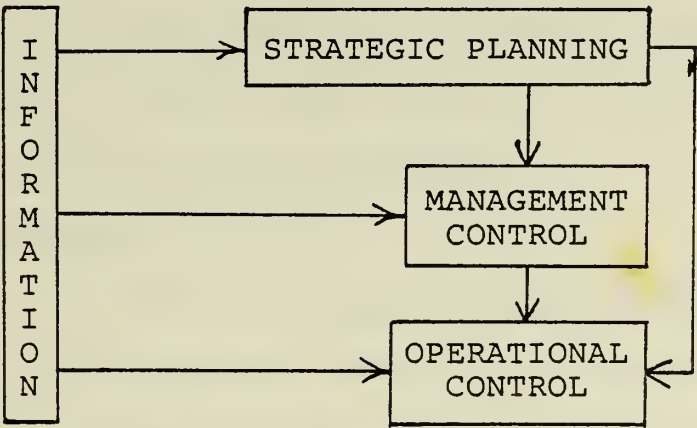 INFORMATION
STRATEGIC PLANNING
MANAGEMENT
CONTROL
OPERATIONAL
CONTROL